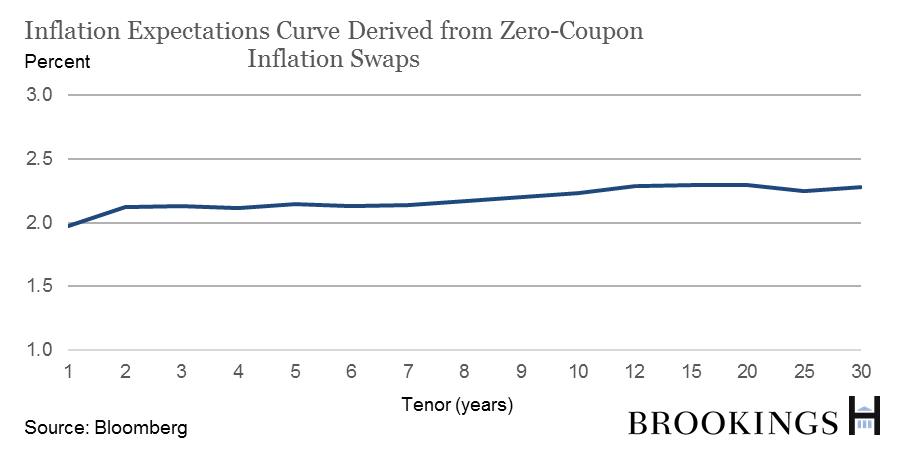 Inflation Expectations Curve Derived from Zero-Coupon
Inflation Swaps
Percent
3.0
2.5
2.0
1.5
1.0
1 2 3 4 5 6 7 8 9 10 12 15 20 25 30
Tenor (years)
Source: Bloomberg
BROOKINGS H